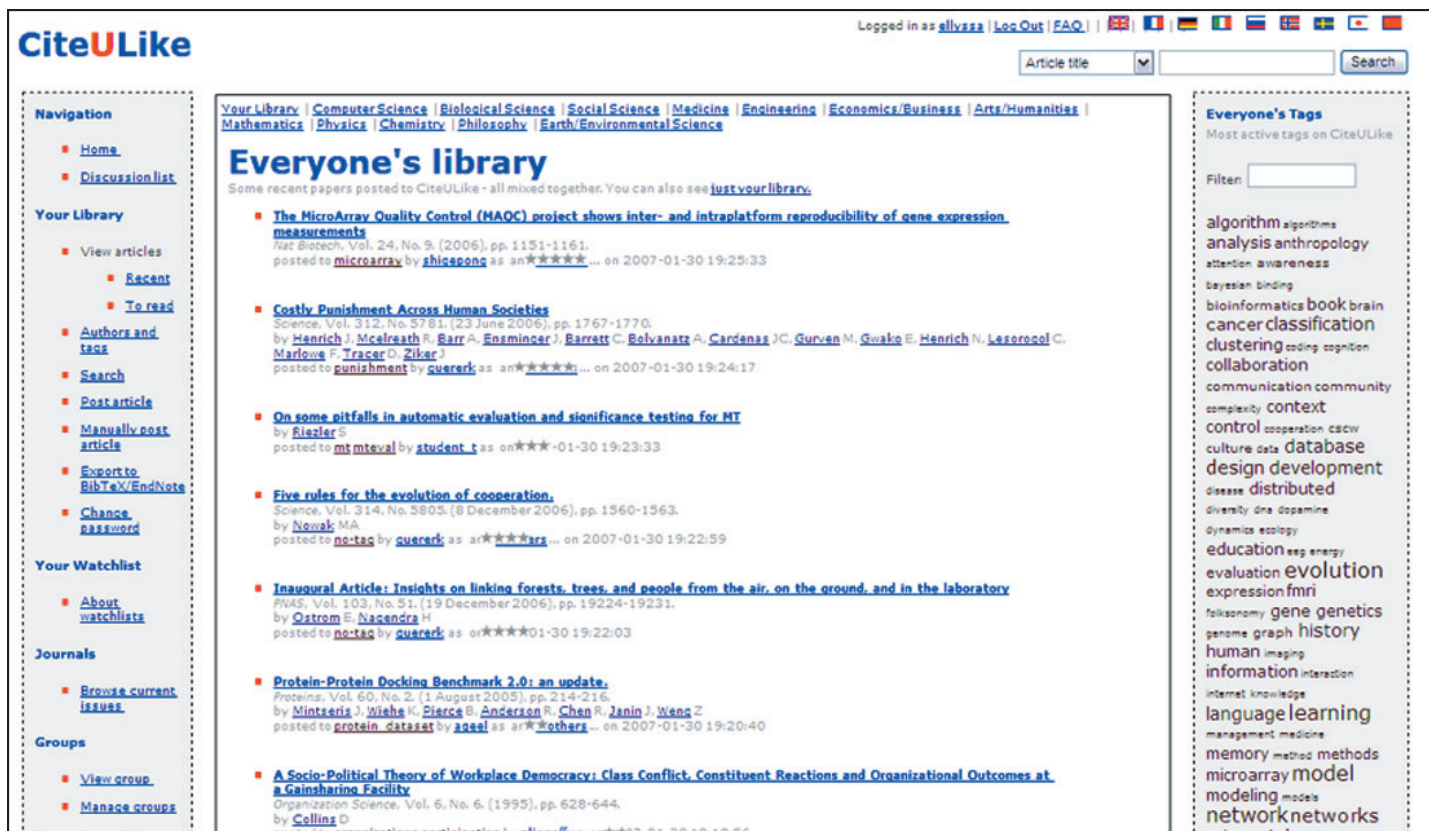 Logged in as ellyssa | Log Out | FAQ | |
CiteULike
Article title
Search
Navigation
Home
Discussion list
Your Library
View articles
Recent
To read
Authors and
tags
Search
Post article
Manually post
article
Export to
BibTeX/EndNote
Change
password
Your Watchlist
About
watchlists
Journals
Browse current
issues
Groups
View group
Manage groups
Your Library | Computer Science | Biological Science | Social Science | Medicine | Engineering | Economics/Business | Arts/Humanities |
Mathematics | Physics | Chemistry | Philosophy | Earth/Environmental Science
Everyone's library
Some recent papers posted to CiteULike - all mixed together. You can also see just your library.
The MicroArray Quality Control (MAQC) project shows inter- and intraplatform reproducibility of gene expression
measurements
Nat Biotech, Vol. 24, No. 9. (2006), pp. 1151-1161.
posted to microarray by shigepong as an★★★★★... on 2007-01-30 19:25:33
Costly Punishment Across Human Societies
Science, Vol. 312, No. 5781. (23 June 2006), pp. 1767-1770.
by Henrich J, Mcelreath R, Barr A, Ensminger J, Barrett C, Bolyanatz A, Cardenas JC, Gurven M, Gwako E, Henrich N, Lesorogol C,
Marlowe F, Tracer D, Ziker J
posted to punishment by guererk as an★★★★★... on 2007-01-30 19:24:17
On some pitfalls in automatic evaluation and significance testing for MT
by Riezler S
posted to mt mteval by student_t as on★★★-01-30 19:23:33
Five rules for the evolution of cooperation.
Science, Vol. 314, No. 5805. (8 December 2006), pp. 1560-1563.
by Nowak MA
posted to no-tag by guererk as ar★★★★ars... on 2007-01-30 19:22:59
Inaugural Article: Insights on linking forests, trees, and people from the air, on the ground, and in the laboratory
PNAS, Vol. 103, No. 51. (19 December 2006), pp. 19224-19231.
by Ostrom E, Nagendra H
posted to no-tag by guererk as or★★★★01-30 19:22:03
Protein-Protein Docking Benchmark 2.0: an update.
Proteins, Vol. 60, No. 2. (1 August 2005), pp. 214-216.
by Mintseris J, Wiehe K, Pierce B, Anderson R, Chen R, Janin J, Weng Z
posted to protein_dataset by ageel as ar★★others... on 2007-01-30 19:20:40
A Socio-Political Theory of Workplace Democracy: Class Conflict, Constituent Reactions and Organizational Outcomes at
a Gainsharing Facility
Organization Science, Vol. 6, No. 6. (1995), pp. 628-644.
by Collins D
Everyone's Tags
Most active tags on CiteULike
Filter:
algorithm algorithms
analysis anthropology
attention awareness
bayesian binding
bioinformatics book brain
cancer classification
clustering coding cognition
collaboration
communication community
complexity context
control cooperation cscw
culture data database
design development
disease distributed
diversity dna dopamine
dynamics ecology
education eeg energy
evaluation evolution
expression fmri
folksonomy gene genetics
genome graph history
human imaging
information interaction
internet knowledge
language learning
management medicine
memory method methods
microarray model
modeling models
network networks